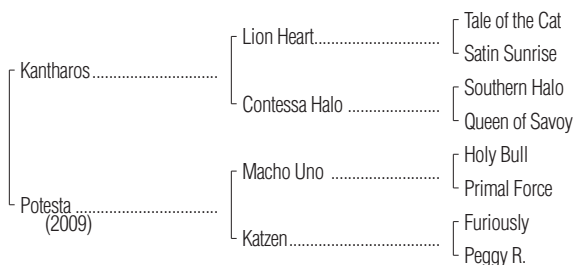 Tale of the Cat
Lion Heart
Satin Sunrise
Kantharos
Southern Halo
Contessa Halo
Queen of Savoy
Holy Bull
Macho Uno
Primal Force
Potesta
(2009)
Furiously
Katzen
Peggy R.